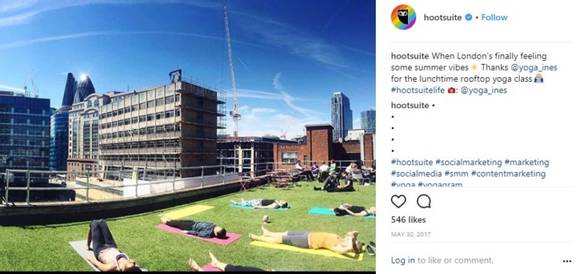 hootsuite • Follow
hootsuite When London's finally feeling
some summer vibes☀ Thanks @yoga_ines
for the lunchtime rooftop yoga class
#hootsuitelife 📷: @yoga_ines
hootsuite •
•
•
•
•
#hootsuite #socialmarketing #marketing
#socialmedia #smm #contentmarketing
#yoga #yogagram
546 likes
MAY 30, 2017
Log in to like or comment.